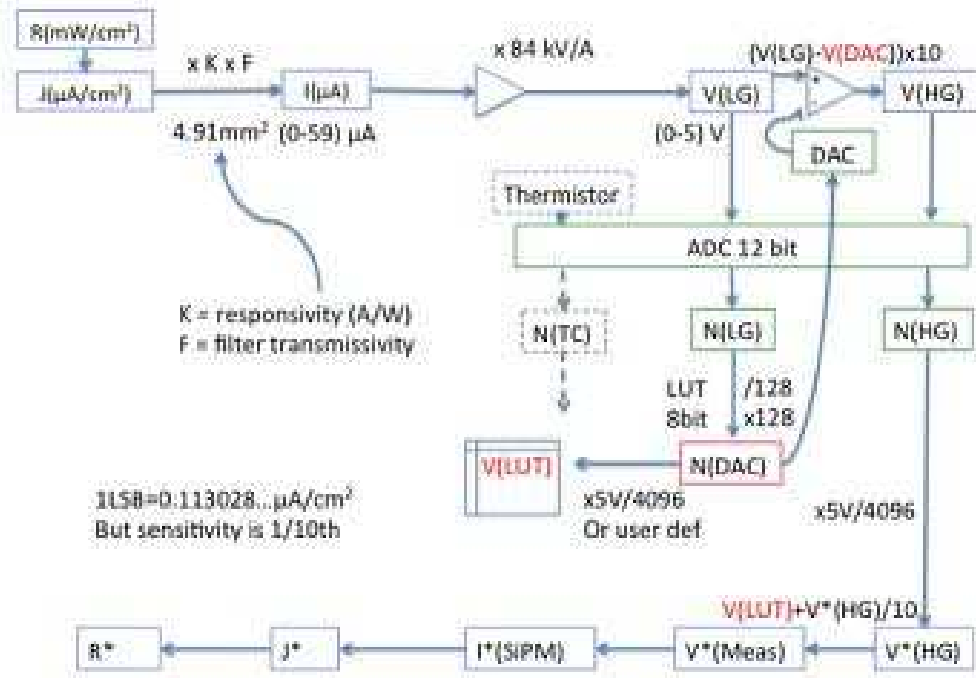 R(mW/cm²)
J(µA/cm²)
x K x F
I(µA)
4.91mm² (0-59) µA
x 84 kV/A
V(LG)
(0-5) V
(V(LG)-V(DAC))x10
V(HG)
DAC
Thermistor
ADC 12 bit
K = responsivity (A/W)
F = filter transmissivity
N(TC)
N(LG)
N(HG)
LUT /128
8bit x128
V(LUT)
N(DAC)
x5V/4096
Or user def
x5V/4096
1LSB=0.113028...µA/cm²
But sensitivity is 1/10th
V(LUT)+V*(HG)/10
R*
J*
I*(SiPM)
V*(Meas)
V*(HG)